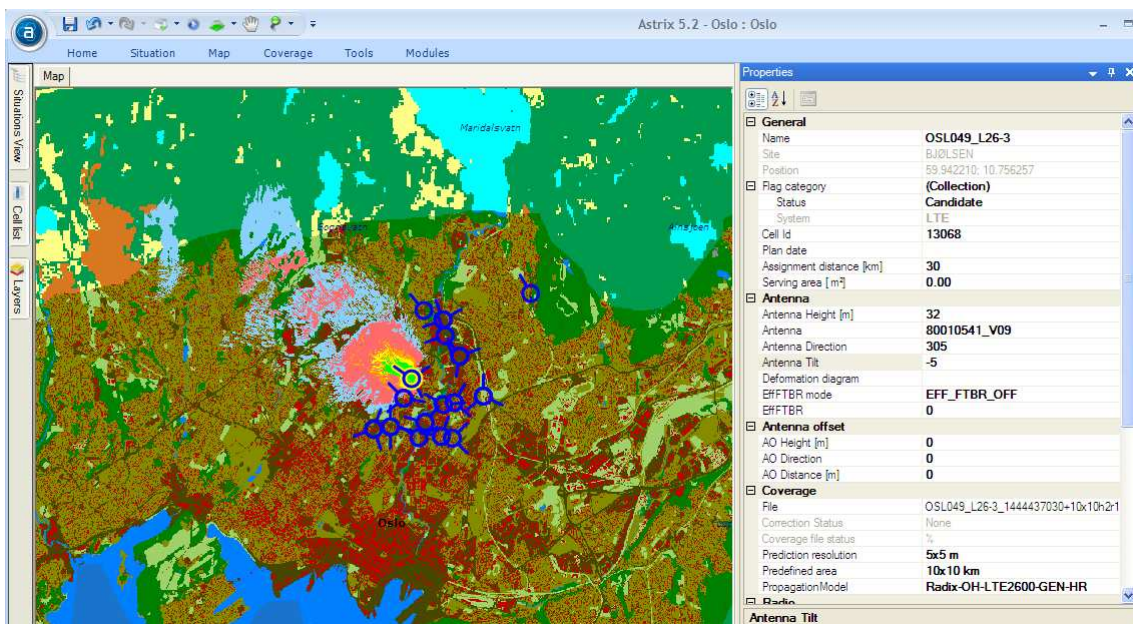 Astrix 5.2 - Oslo : Oslo
Home Situation Map Coverage Tools Modules
Situations View
Cell list
Layers
Map
Maridalsvath
Oslo
Properties
General
Name OSL049_L26-3
Site BJØLSEN
Position 59.942210; 10.756257
Flag category (Collection)
Status Candidate
System LTE
Cell Id 13068
Plan date
Assignment distance [km] 30
Serving area [m²] 0.00
Antenna
Antenna Height [m] 32
Antenna 80010541_V09
Antenna Direction 305
Antenna Tilt -5
Deformation diagram
EffFTBR mode EFF_FTBR_OFF
EffFTBR 0
Antenna offset
AO Height [m] 0
AO Direction 0
AO Distance [m] 0
Coverage
File OSL049_L26-3_1444437030+10x10h2r1
Correction Status None
Coverage file status %
Prediction resolution 5x5 m
Predefined area 10x10 km
PropagationModel Radix-OH-LTE2600-GEN-HR
Radio
Antenna Tilt